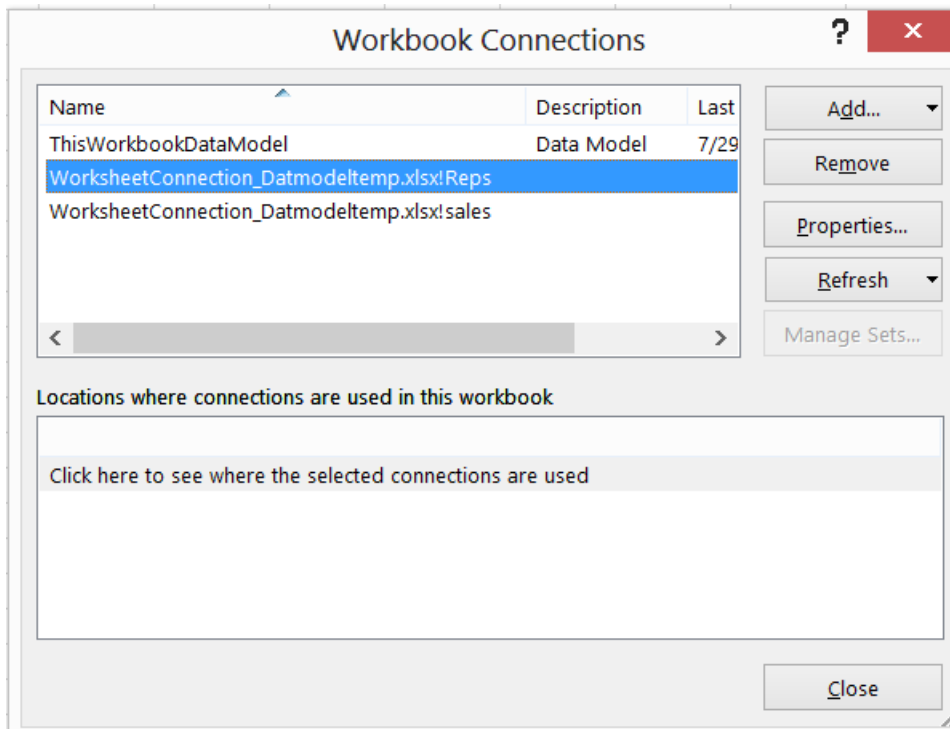 Workbook Connections
? x
Name Description Last
ThisWorkbookDataModel Data Model 7/29
WorksheetConnection_Datmodeltemp.xlsx!Reps
WorksheetConnection_Datmodeltemp.xlsx!sales
Add...
Remove
Properties...
Refresh
Manage Sets...
Locations where connections are used in this workbook
Click here to see where the selected connections are used
Close